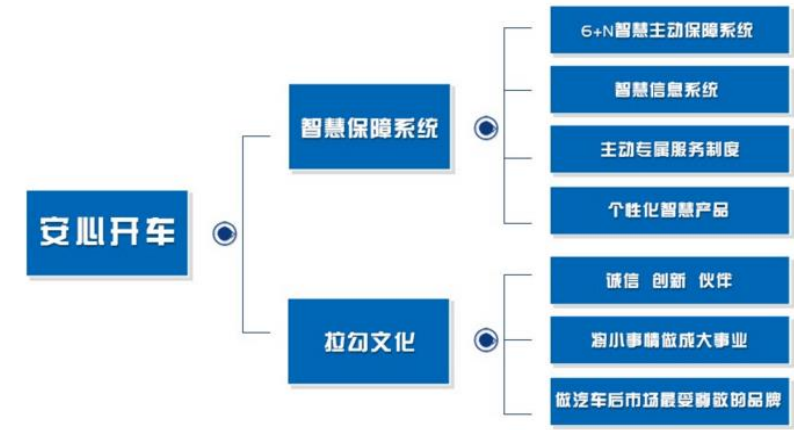 安心开车
智慧保障系统
6+N智慧主动保障系统
智慧信息系统
主动专属服务制度
个性化智慧产品
拉勾文化
诚信 创新 伙伴
将小事情做成大事业
做汽车后市场最受尊敬的品牌